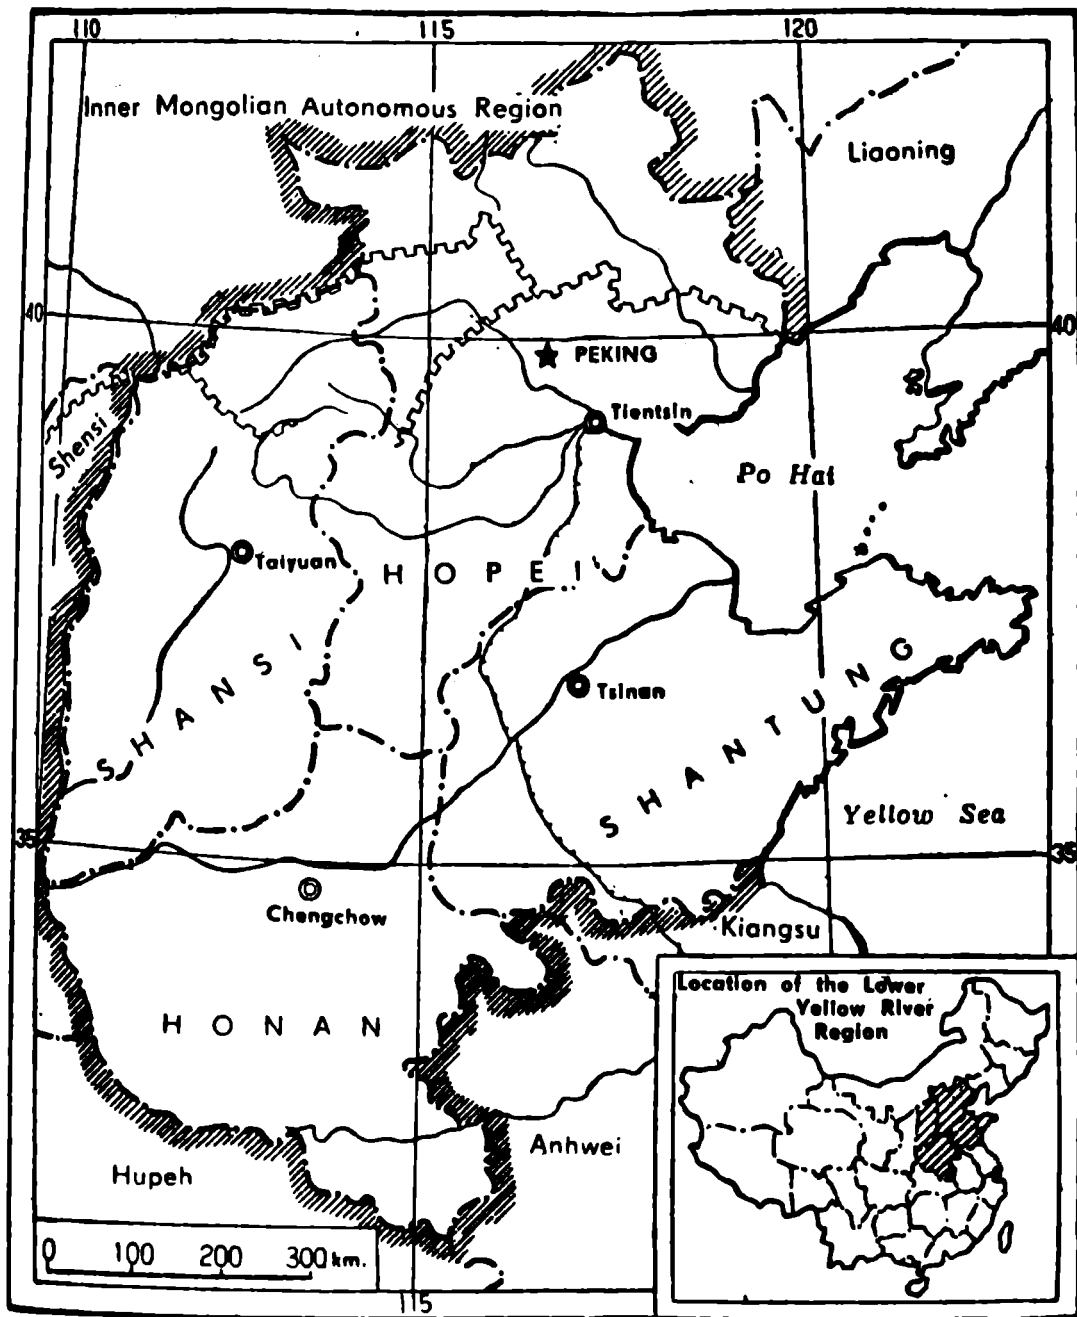 110 115 120
Inner Mongolian Autonomous Region
Liaoning
40 40
PEKING
Tientsin
Shensi
Po Hai
Taiyuan
HOPEI
SHANSI
Tsinan
SHANTUNG
Yellow Sea
35 35
Chengchow
Kiangsu
HONAN
Anhwei
Hupeh
0 100 200 300 km.
115
Location of the Lower
Yellow River
Region